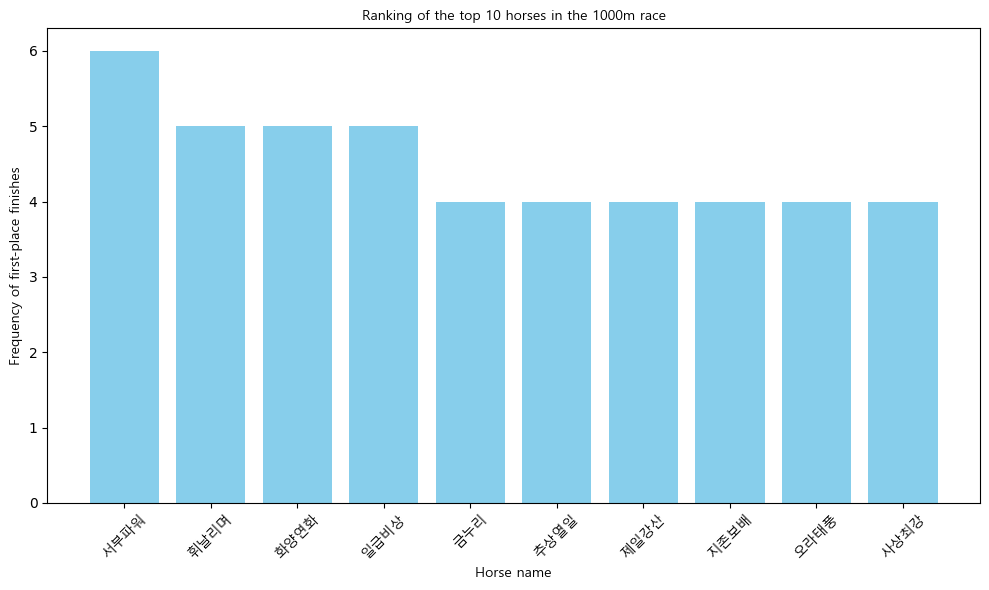 Ranking of the top 10 horses in the 1000m race
Frequency of first-place finishes
6
5
4
3
2
1
0
서부파워
휘날리며
화양연화
일급비상
금누리
추상열일
제일강산
지존보배
오라태풍
사상최강
Horse name